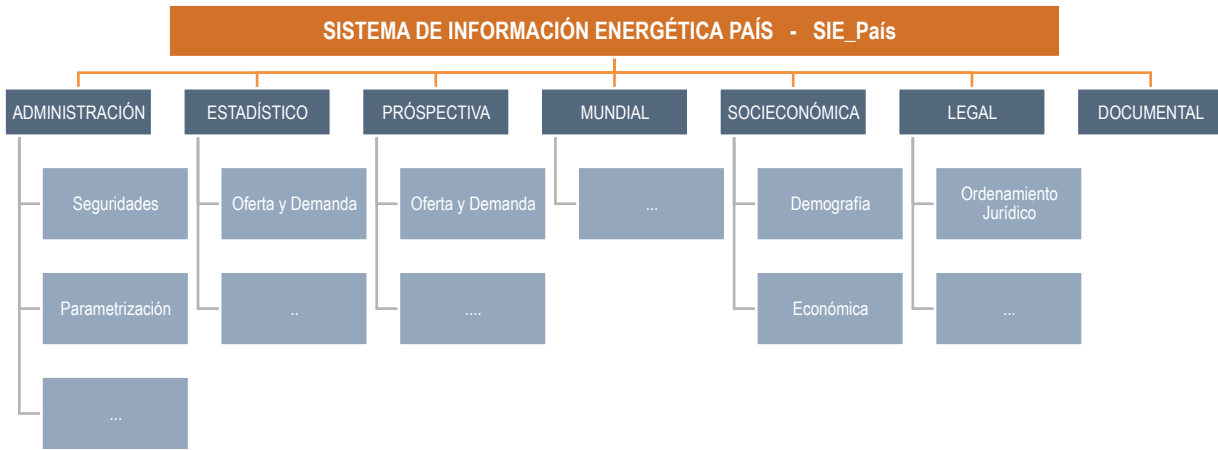 SISTEMA DE INFORMACIÓN ENERGÉTICA PAÍS - SIE_País
ADMINISTRACIÓN
ESTADÍSTICO
PRÓSPECTIVA
MUNDIAL
SOCIECONÓMICA
LEGAL
DOCUMENTAL
Seguridades
Oferta y Demanda
Oferta y Demanda
...
Demografía
Ordenamiento
Jurídico
Parametrización
..
....
Económica
...
...